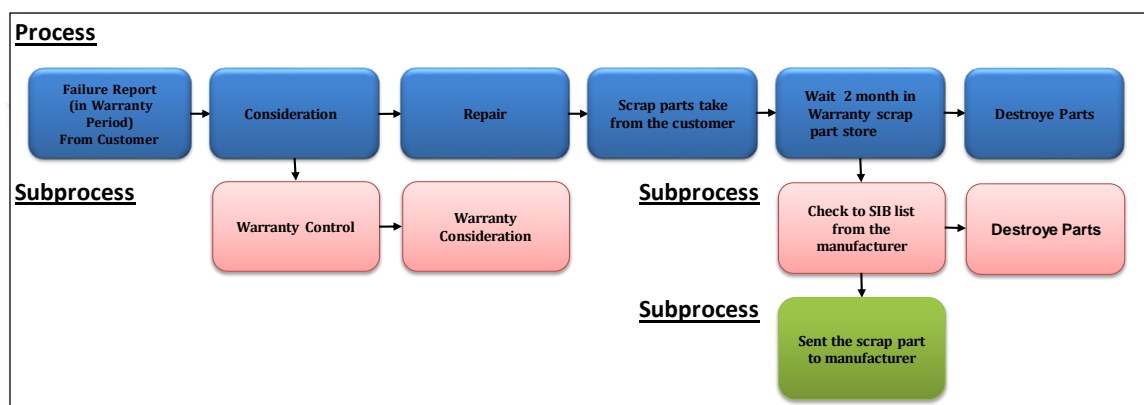 Process
Failure Report
(in Warranty
Period)
From Customer
Consideration
Repair
Scrap parts take
from the customer
Wait 2 month in
Warranty scrap
part store
Destroye Parts
Subprocess
Warranty Control
Warranty
Consideration
Subprocess
Check to SIB list
from the
manufacturer
Destroye Parts
Subprocess
Sent the scrap part
to manufacturer